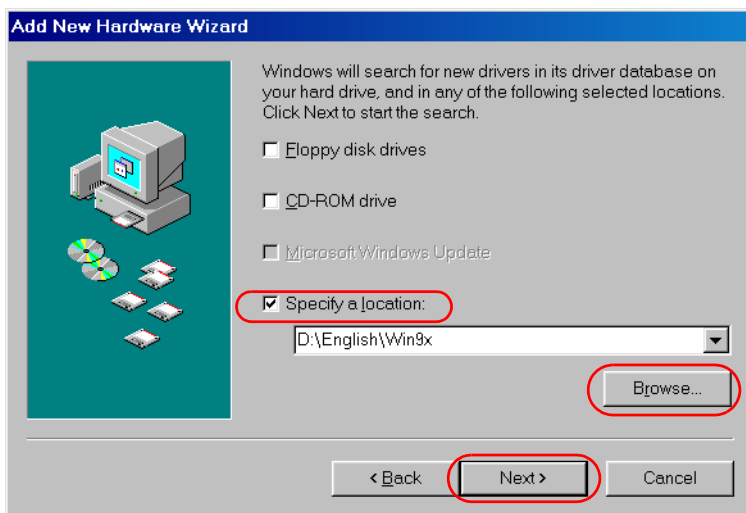 Add New Hardware Wizard
Windows will search for new drivers in its driver database on
your hard drive, and in any of the following selected locations.
Click Next to start the search.
Floppy disk drives
CD-ROM drive
Microsoft Windows Update
Specify a location:
D:\English\Win9x
Browse...
< Back
Next >
Cancel